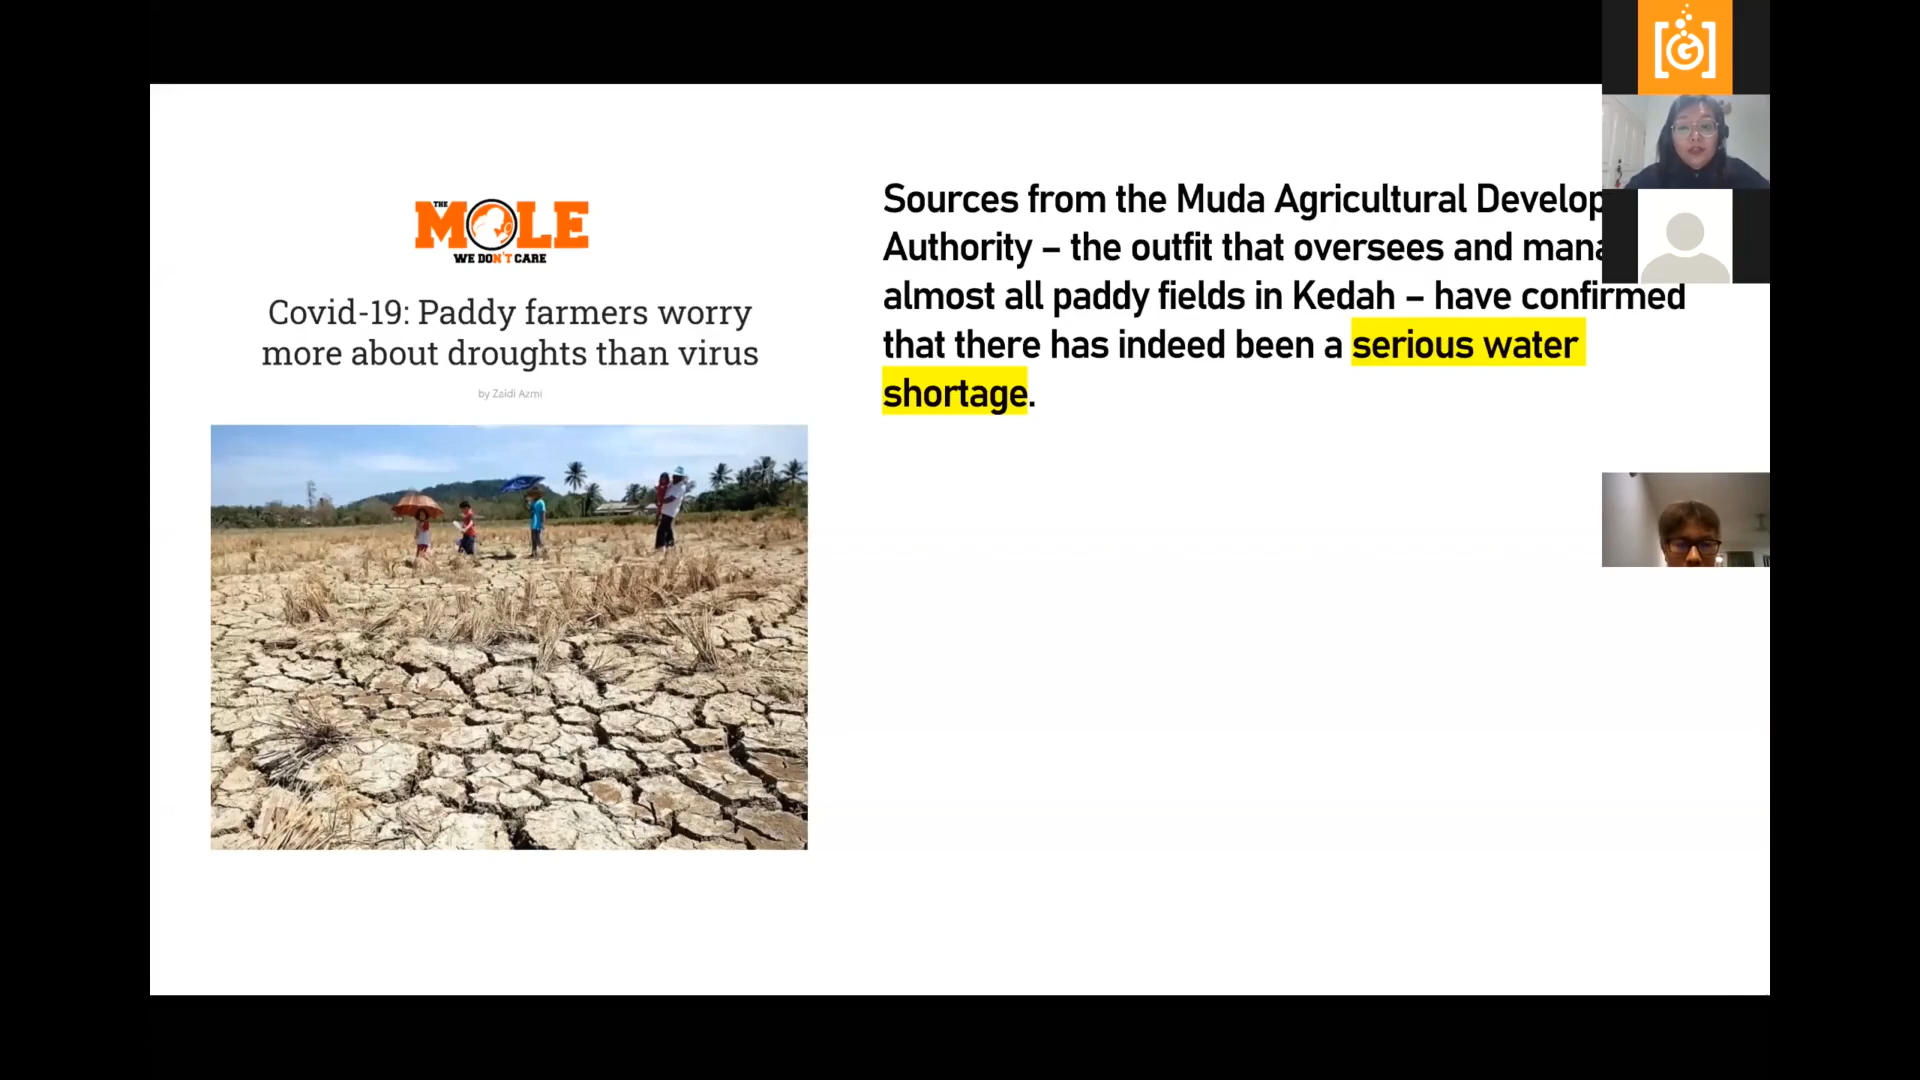 THE
MOLE
WE DON'T CARE
Covid-19: Paddy farmers worry
more about droughts than virus
by Zaidi Azmi
Sources from the Muda Agricultural Develop
Authority – the outfit that oversees and mana
almost all paddy fields in Kedah – have confirmed
that there has indeed been a serious water
shortage.
[G]